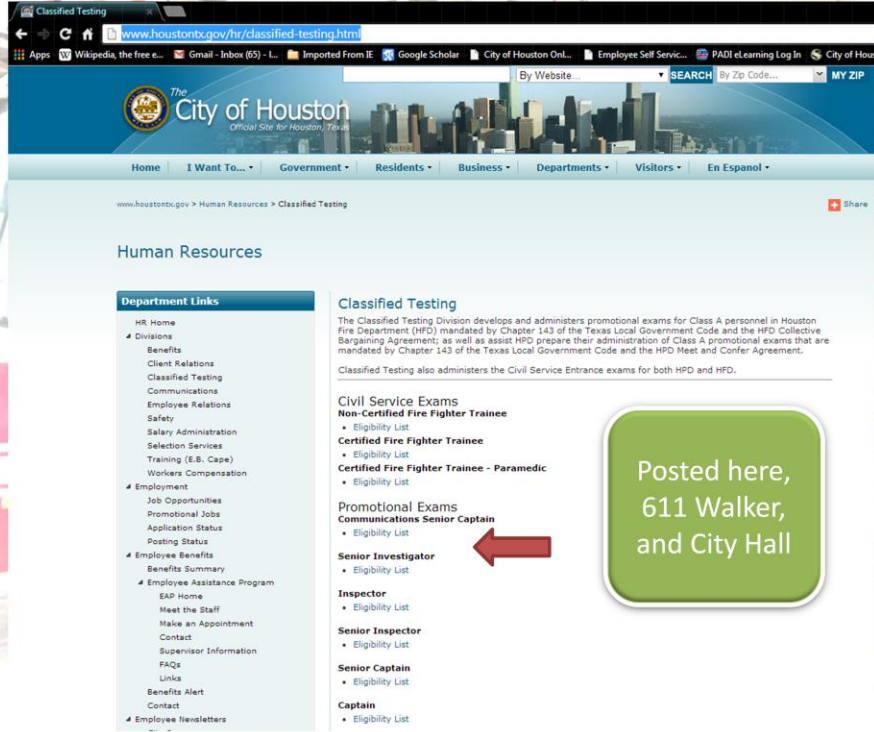 Classified Testing
www.houstontx.gov/hr/classified-testing.html
Apps Wikipedia, the free e... Gmail - Inbox (65) - l... Imported From IE Google Scholar City of Houston Onl... Employee Self Servic... PADI eLearning Log In City of Hous
By Website... SEARCH By Zip Code... MY ZIP
The
City of Houston
Official Site for Houston, Texas
Home I Want To... Government Residents Business Departments Visitors En Espanol
www.houstontx.gov > Human Resources > Classified Testing
Share
Human Resources
Department Links
HR Home
Divisions
Benefits
Client Relations
Classified Testing
Communications
Employee Relations
Safety
Salary Administration
Selection Services
Training (E.B. Cape)
Workers Compensation
Employment
Job Opportunities
Promotional Jobs
Application Status
Posting Status
Employee Benefits
Benefits Summary
Employee Assistance Program
EAP Home
Meet the Staff
Make an Appointment
Contact
Supervisor Information
FAQs
Links
Benefits Alert
Contact
Employee Newsletters
Classified Testing
The Classified Testing Division develops and administers promotional exams for Class A personnel in Houston
Fire Department (HFD) mandated by Chapter 143 of the Texas Local Government Code and the HFD Collective
Bargaining Agreement; as well as assist HPD prepare their administration of Class A promotional exams that are
mandated by Chapter 143 of the Texas Local Government Code and the HPD Meet and Confer Agreement.
Classified Testing also administers the Civil Service Entrance exams for both HPD and HFD.
Civil Service Exams
Non-Certified Fire Fighter Trainee
• Eligibility List
Certified Fire Fighter Trainee
• Eligibility List
Certified Fire Fighter Trainee - Paramedic
• Eligibility List
Promotional Exams
Communications Senior Captain
• Eligibility List
Senior Investigator
• Eligibility List
Inspector
• Eligibility List
Senior Inspector
• Eligibility List
Senior Captain
• Eligibility List
Captain
• Eligibility List
Posted here,
611 Walker,
and City Hall